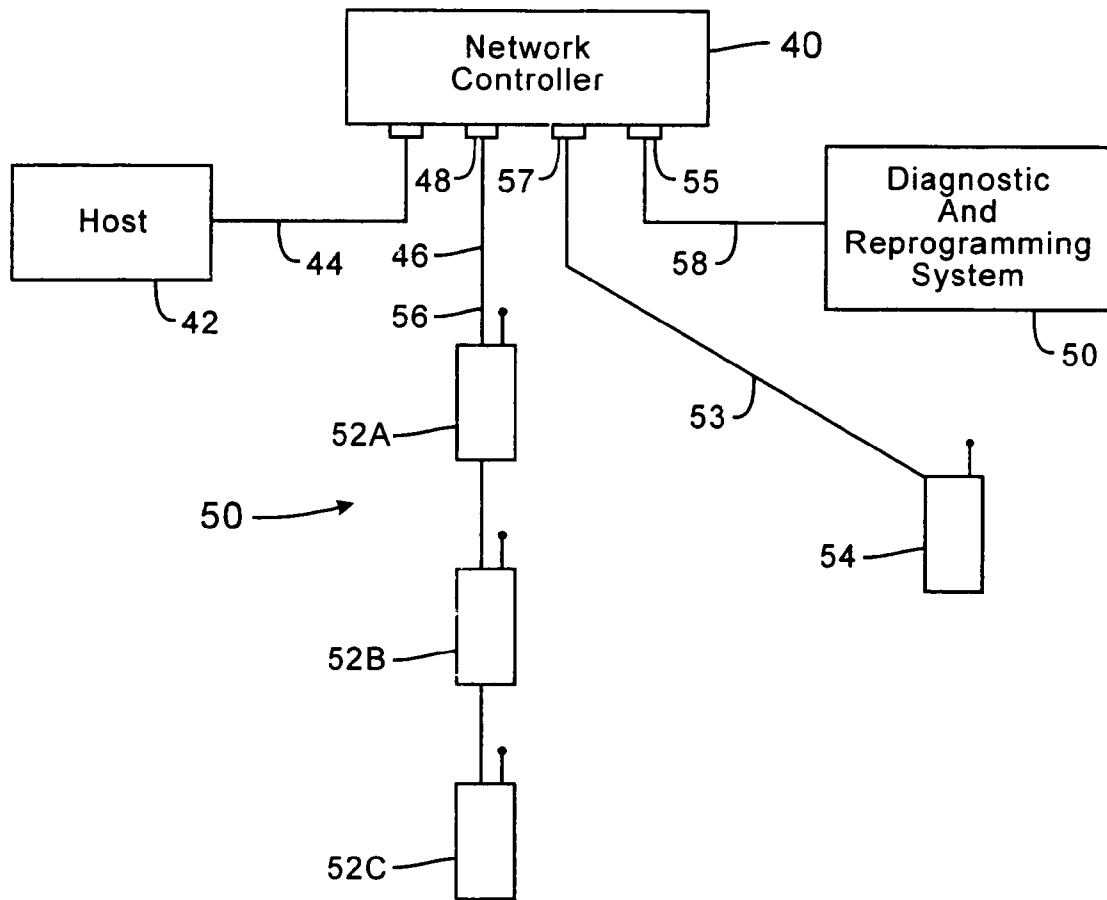 Network
Controller
40
48
57
55
Host
Diagnostic
And
Reprogramming
System
44
46
58
42
56
50
53
52A
50
54
52B
52C